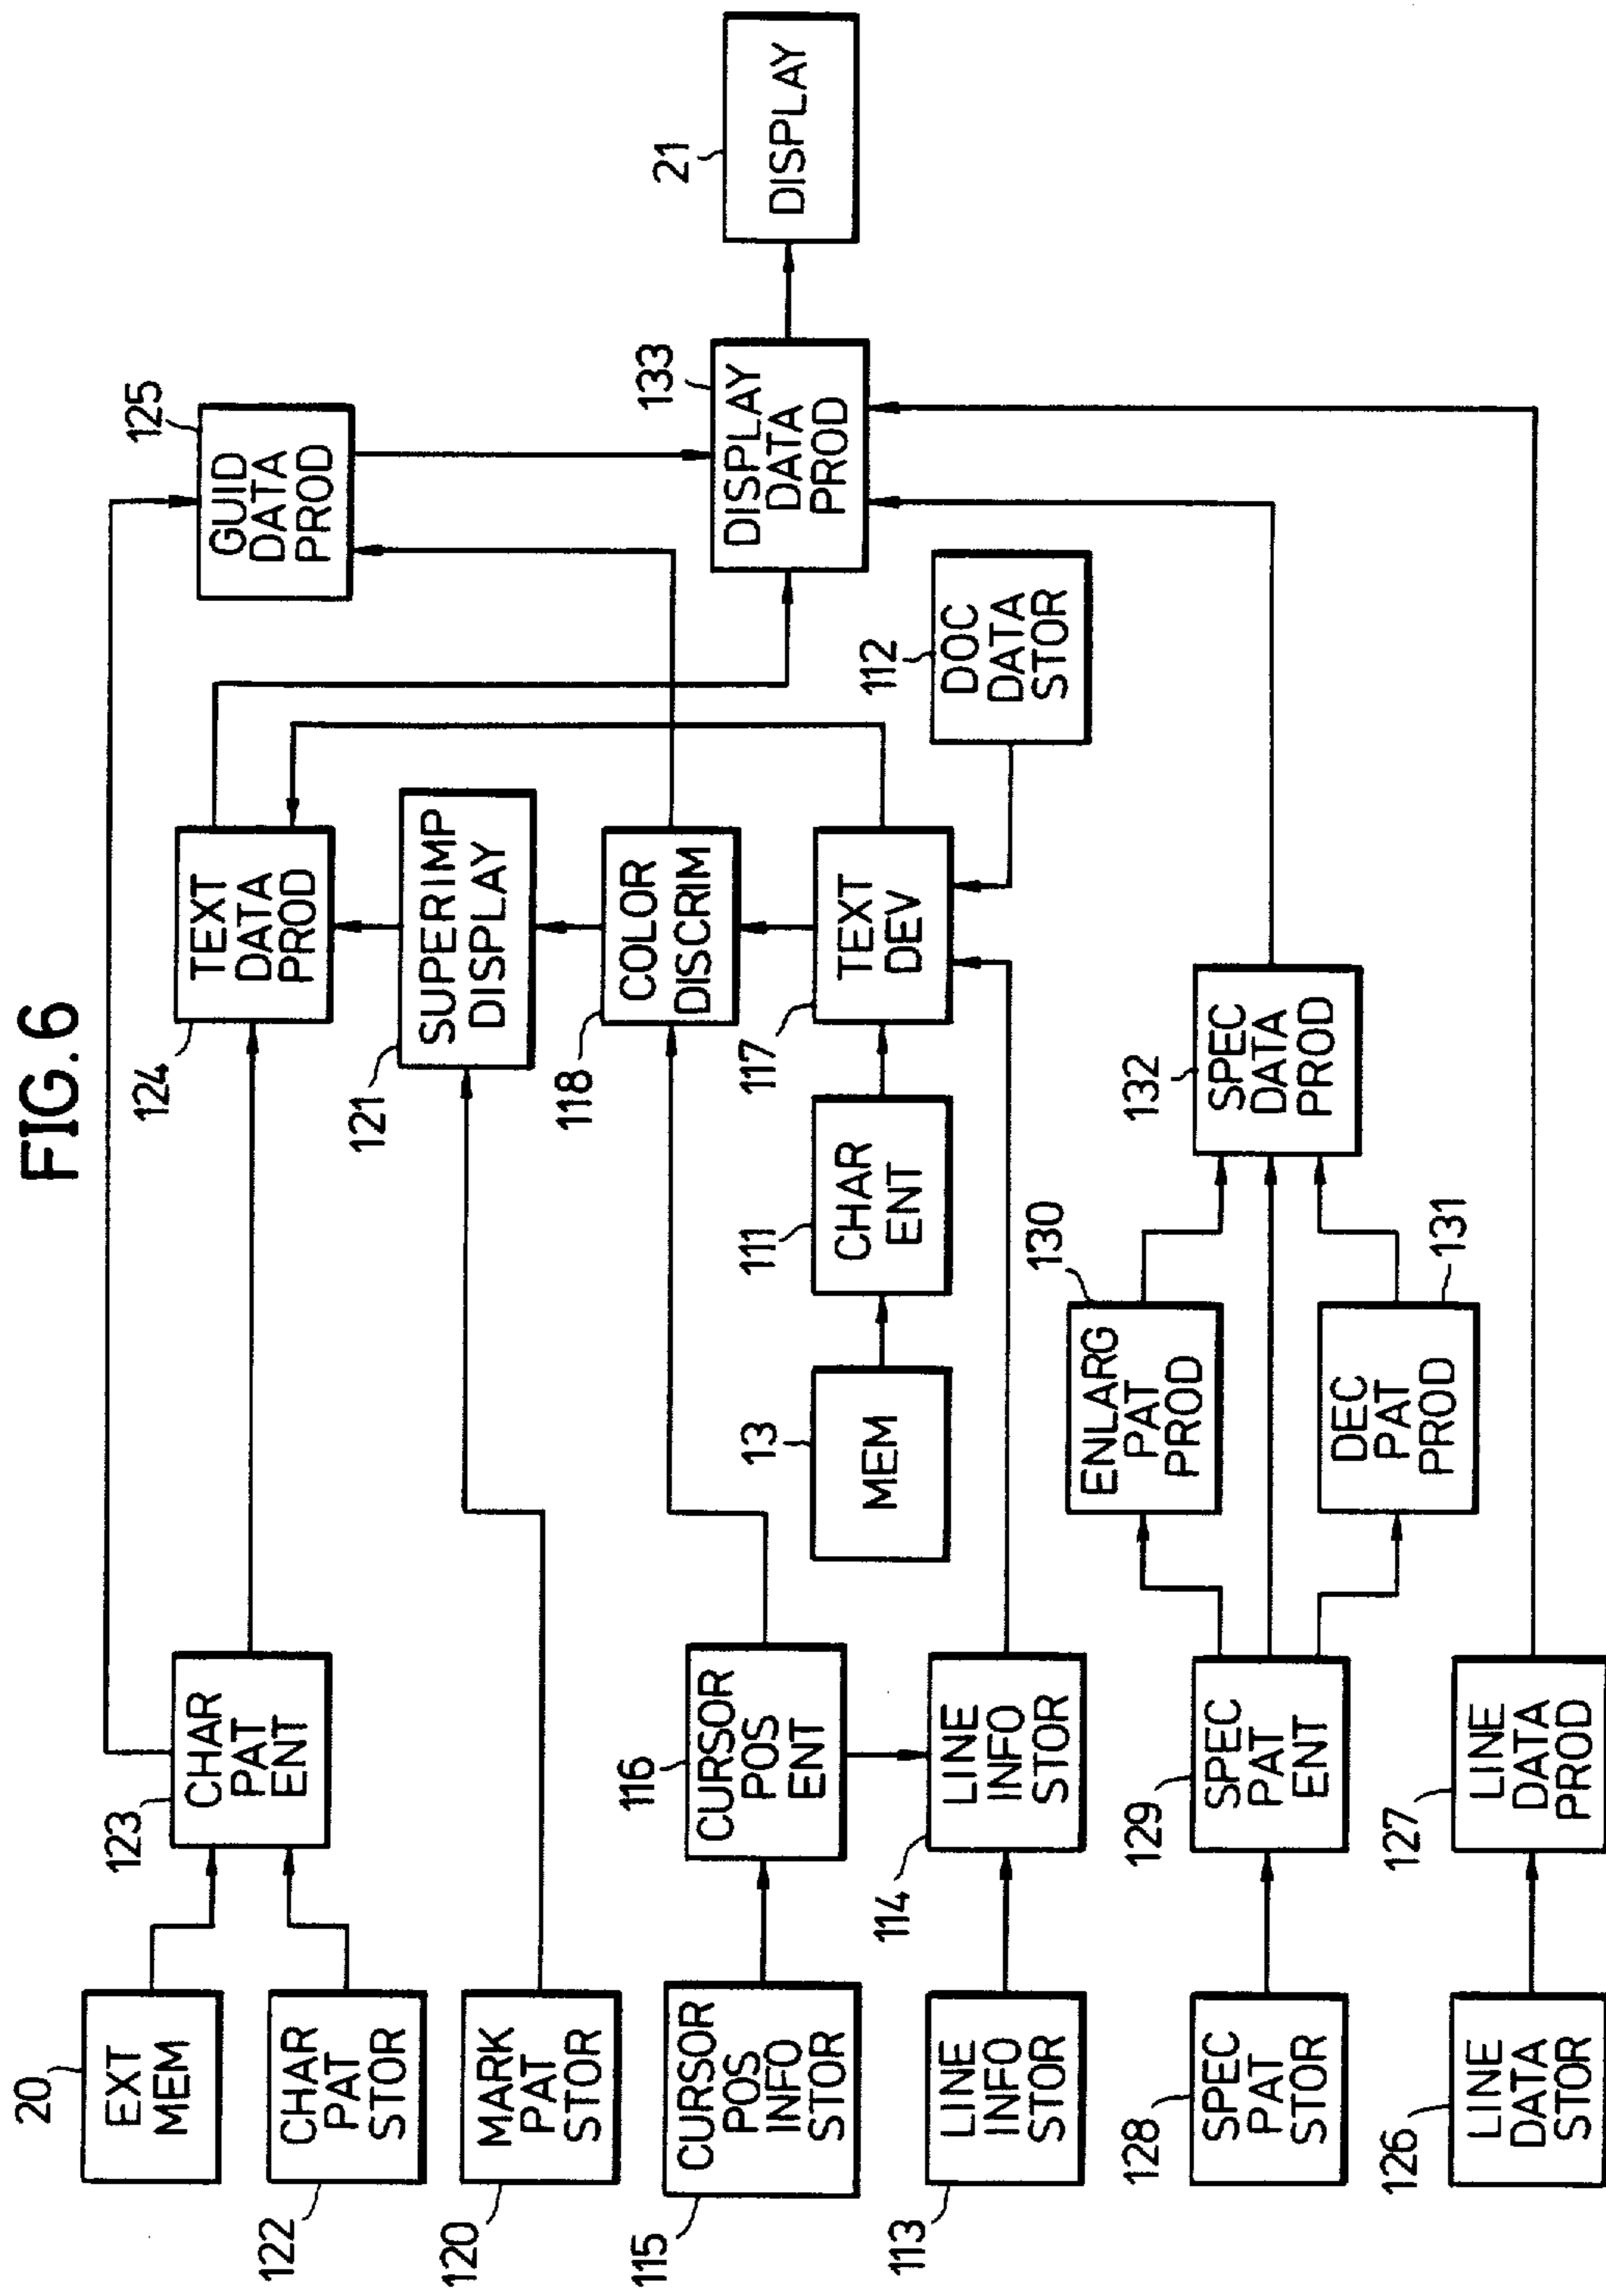 FIG. 6
20
EXT
MEM
122
CHAR
PAT
STOR
123
CHAR
PAT
ENT
124
TEXT
DATA
PROD
125
GUID
DATA
PROD
120
MARK
PAT
STOR
121
SUPERIMP
DISPLAY
115
CURSOR
POS
INFO
STOR
116
CURSOR
POS
ENT
118
COLOR
DISCRIM
133
DISPLAY
DATA
PROD
21
DISPLAY
13
MEM
111
CHAR
ENT
117
TEXT
DEV
112
DOC
DATA
STOR
113
LINE
INFO
STOR
114
LINE
INFO
STOR
128
SPEC
PAT
STOR
129
SPEC
PAT
ENT
130
ENLARG
PAT
PROD
131
DEC
PAT
PROD
132
SPEC
DATA
PROD
126
LINE
DATA
STOR
127
LINE
DATA
PROD